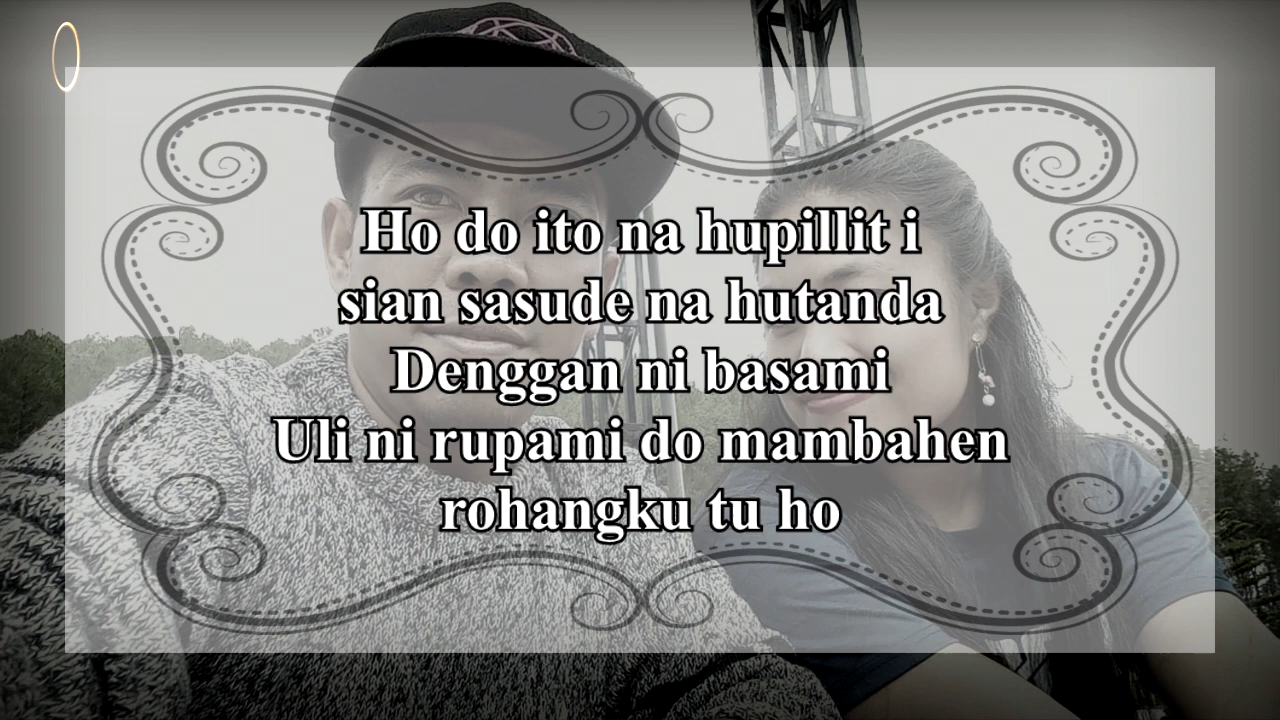 Ho do ito na hupillit i
sian sasude na hutanda
Denggan ni basami
Uli ni rupami do mambahen
rohangku tu ho